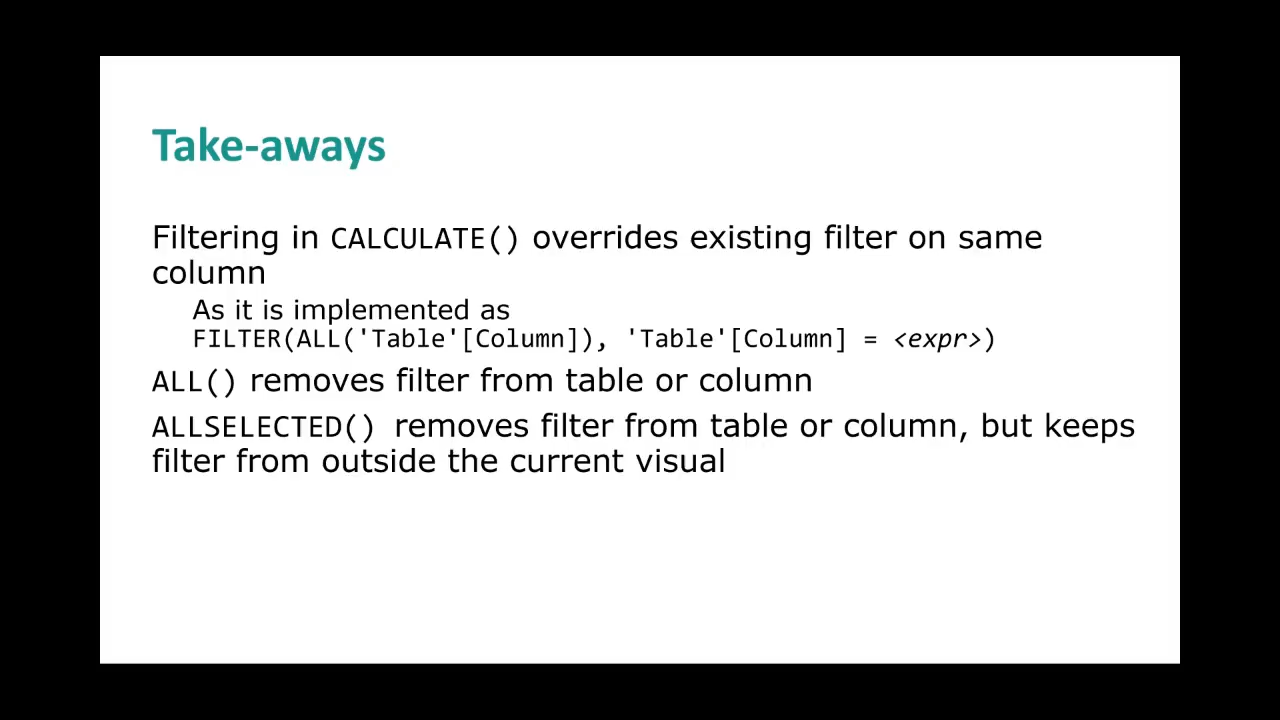 Take-aways
Filtering in CALCULATE() overrides existing filter on same
column
As it is implemented as
FILTER(ALL('Table'[Column]), 'Table'[Column] = <expr>)
ALL() removes filter from table or column
ALLSELECTED() removes filter from table or column, but keeps
filter from outside the current visual